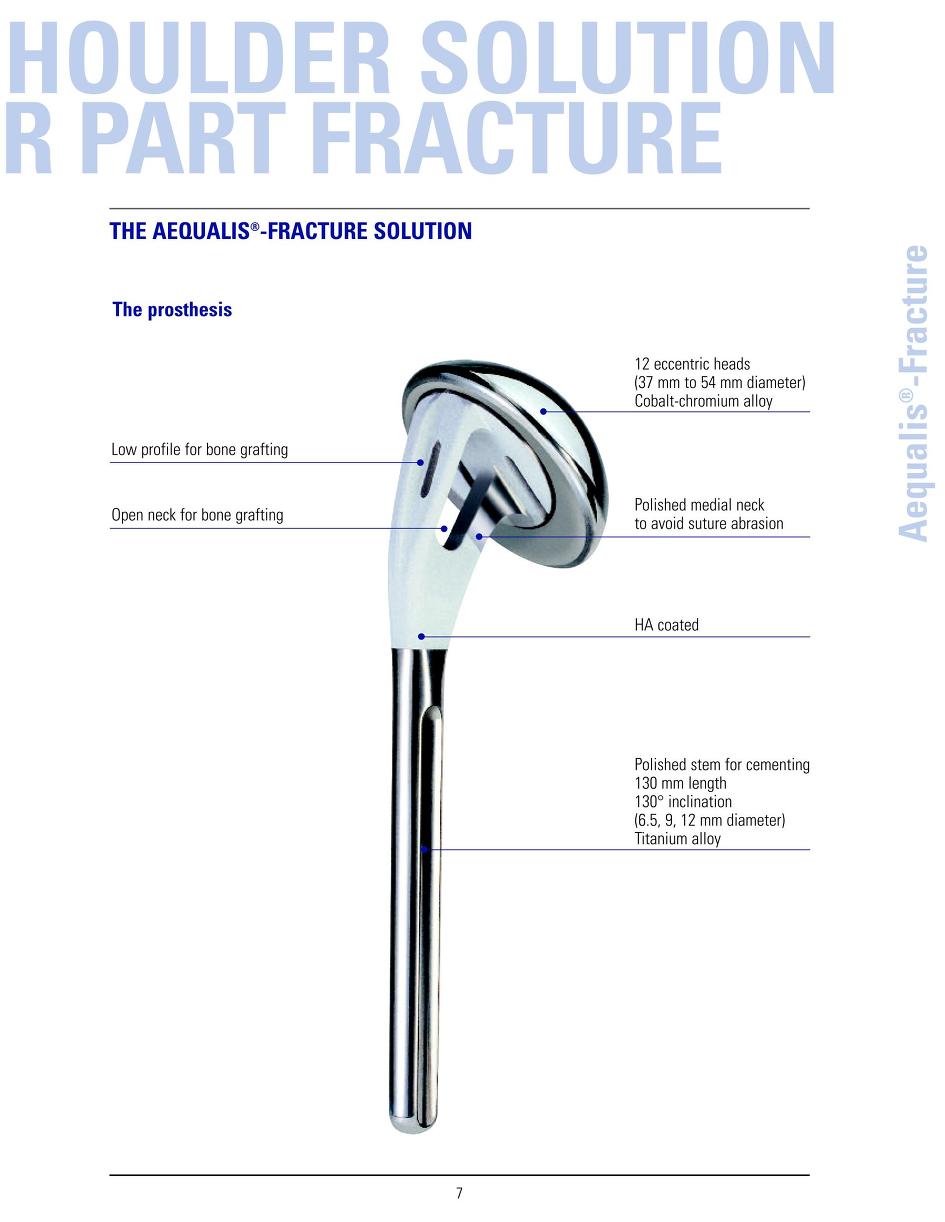 HOULDER SOLUTION
R PART FRACTURE
THE AEQUALIS®-FRACTURE SOLUTION
Aequalis®-Fracture
The prosthesis
12 eccentric heads
(37 mm to 54 mm diameter)
Cobalt-chromium alloy
Low profile for bone grafting
Polished medial neck
to avoid suture abrasion
Open neck for bone grafting
HA coated
Polished stem for cementing
130 mm length
130° inclination
(6.5, 9, 12 mm diameter)
Titanium alloy
7